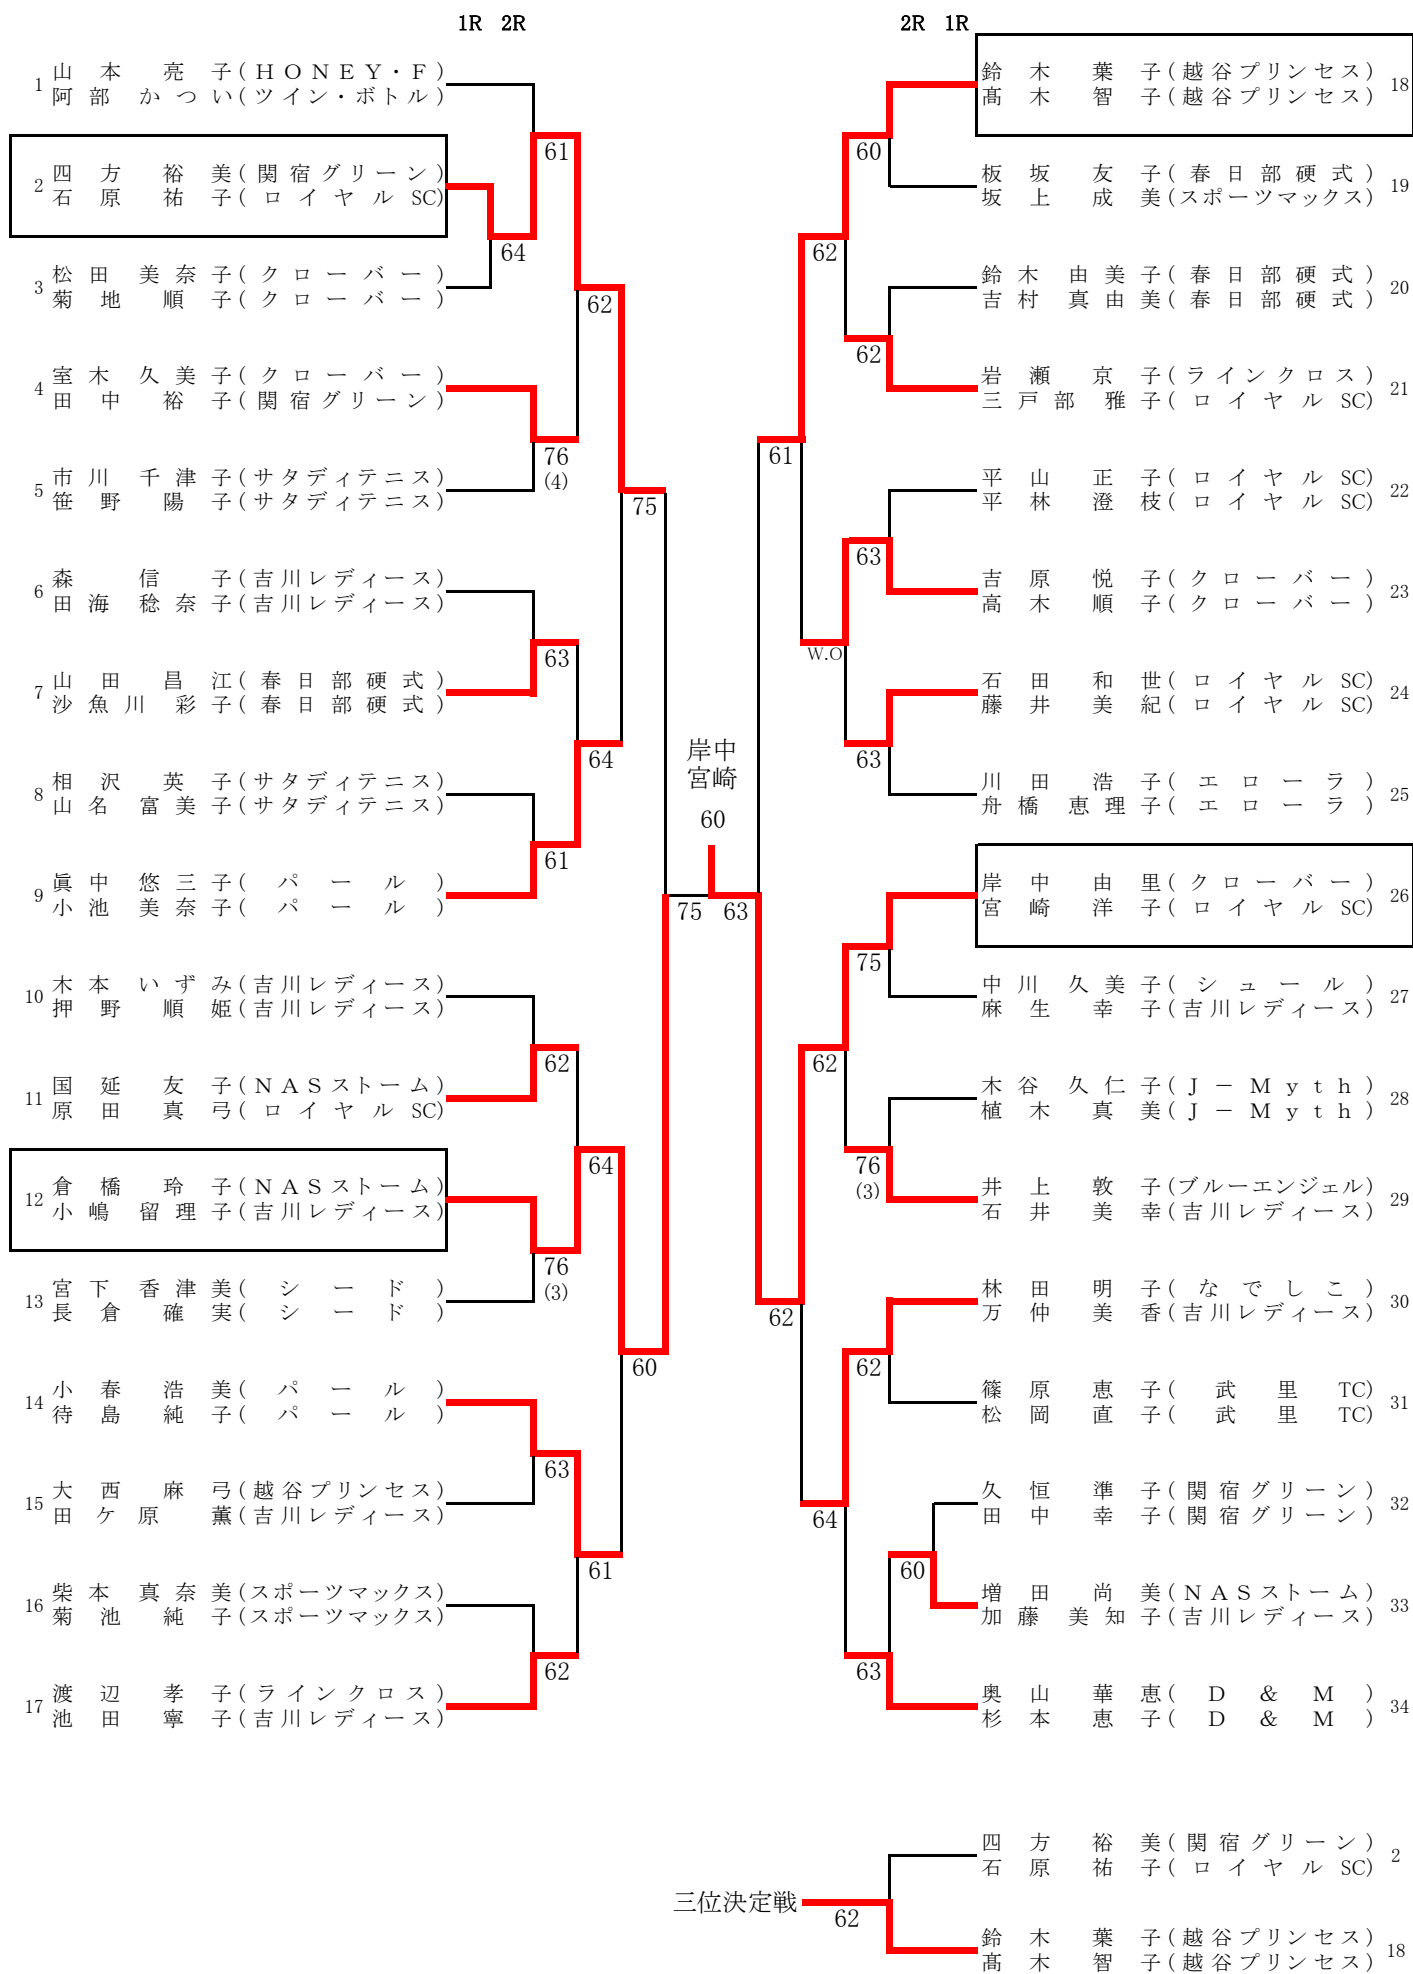 1R 2R
2R 1R
1 山本 亮子(HONEY・F)
阿部かつい(ツイン・ボトル)
61
2 四方 裕美(関宿グリーン)
石原 祐子(ロイヤルSC)
64
3 松田美奈子(クローバー)
菊地 順子(クローバー)
62
4 室木久美子(クローバー)
田中 裕子(関宿グリーン)
76
(4)
5 市川千津子(サタディテニス)
笹野 陽子(サタディテニス)
75
6 森 信子(吉川レディース)
田海稔奈子(吉川レディース)
63
7 山田 昌江(春日部硬式)
沙魚川彩子(春日部硬式)
64
8 相沢 英子(サタディテニス)
山名富美子(サタディテニス)
61
9 眞中悠三子(パール)
小池美奈子(パール)
75
10 木本いずみ(吉川レディース)
押野 順姫(吉川レディース)
62
11 国延 友子(NASストーム)
原田 真弓(ロイヤルSC)
64
12 倉橋 玲子(NASストーム)
小嶋留理子(吉川レディース)
76
(3)
13 宮下香津美(シード)
長倉 確実(シード)
60
14 小春 浩美(パール)
待島 純子(パール)
63
15 大西 麻弓(越谷プリンセス)
田ケ原 薫(吉川レディース)
61
16 柴本真奈美(スポーツマックス)
菊池 純子(スポーツマックス)
62
17 渡辺 孝子(ラインクロス)
池田 寧子(吉川レディース)
岸中
宮崎
60
63
鈴木 葉子(越谷プリンセス) 18
髙木 智子(越谷プリンセス)
60
板坂 友子(春日部硬式) 19
坂上 成美(スポーツマックス)
62
鈴木由美子(春日部硬式) 20
吉村真由美(春日部硬式)
62
岩瀬 京子(ラインクロス) 21
三戸部雅子(ロイヤルSC)
61
平山 正子(ロイヤルSC) 22
平林 澄枝(ロイヤルSC)
63
吉原 悦子(クローバー) 23
高木 順子(クローバー)
W.O
石田 和世(ロイヤルSC) 24
藤井 美紀(ロイヤルSC)
63
川田 浩子(エローラ) 25
舟橋恵理子(エローラ)
岸中 由里(クローバー) 26
宮崎 洋子(ロイヤルSC)
75
中川久美子(シュール) 27
麻生 幸子(吉川レディース)
62
木谷久仁子(J-Myth) 28
植木 真美(J-Myth)
76
(3)
井上 敦子(ブルーエンジェル) 29
石井 美幸(吉川レディース)
62
林田 明子(なでしこ) 30
万仲 美香(吉川レディース)
62
篠原 恵子(武里TC) 31
松岡 直子(武里TC)
64
久恒 準子(関宿グリーン) 32
田中 幸子(関宿グリーン)
60
増田 尚美(NASストーム) 33
加藤美知子(吉川レディース)
63
奥山 華恵(D&M) 34
杉本 恵子(D&M)
四方 裕美(関宿グリーン) 2
石原 祐子(ロイヤルSC)
三位決定戦
62
鈴木 葉子(越谷プリンセス) 18
髙木 智子(越谷プリンセス)